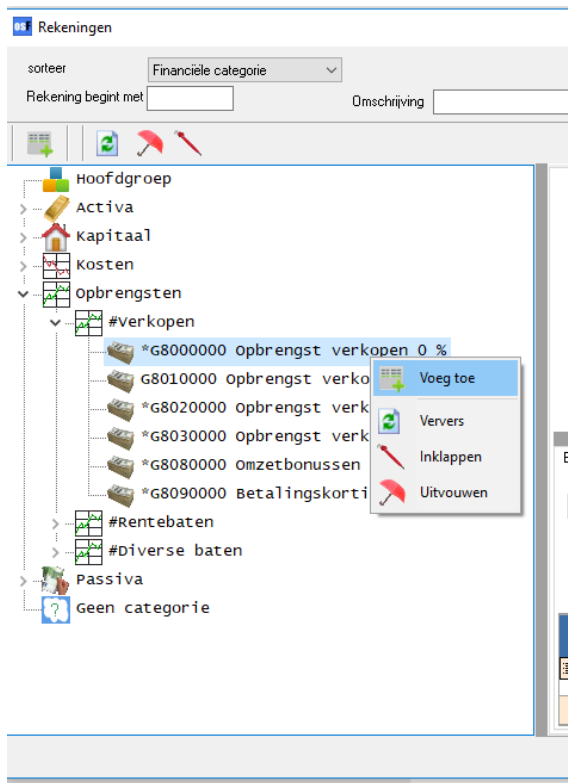 OSF Rekeningen
sorteer Financiële categorie
Rekening begint met Omschrijving
Hoofdgroep
Activa
Kapitaal
Kosten
Opbrengsten
#Verkopen
*G8000000 Opbrengst verkopen 0 %
G8010000 Opbrengst verko
*G8020000 Opbrengst verk
*G8030000 Opbrengst verk
*G8080000 Omzetbonussen
*G8090000 Betalingskorti
#Rentebaten
#Diverse baten
Passiva
? Geen categorie
Voeg toe
Ververs
Inklappen
Uitvouwen